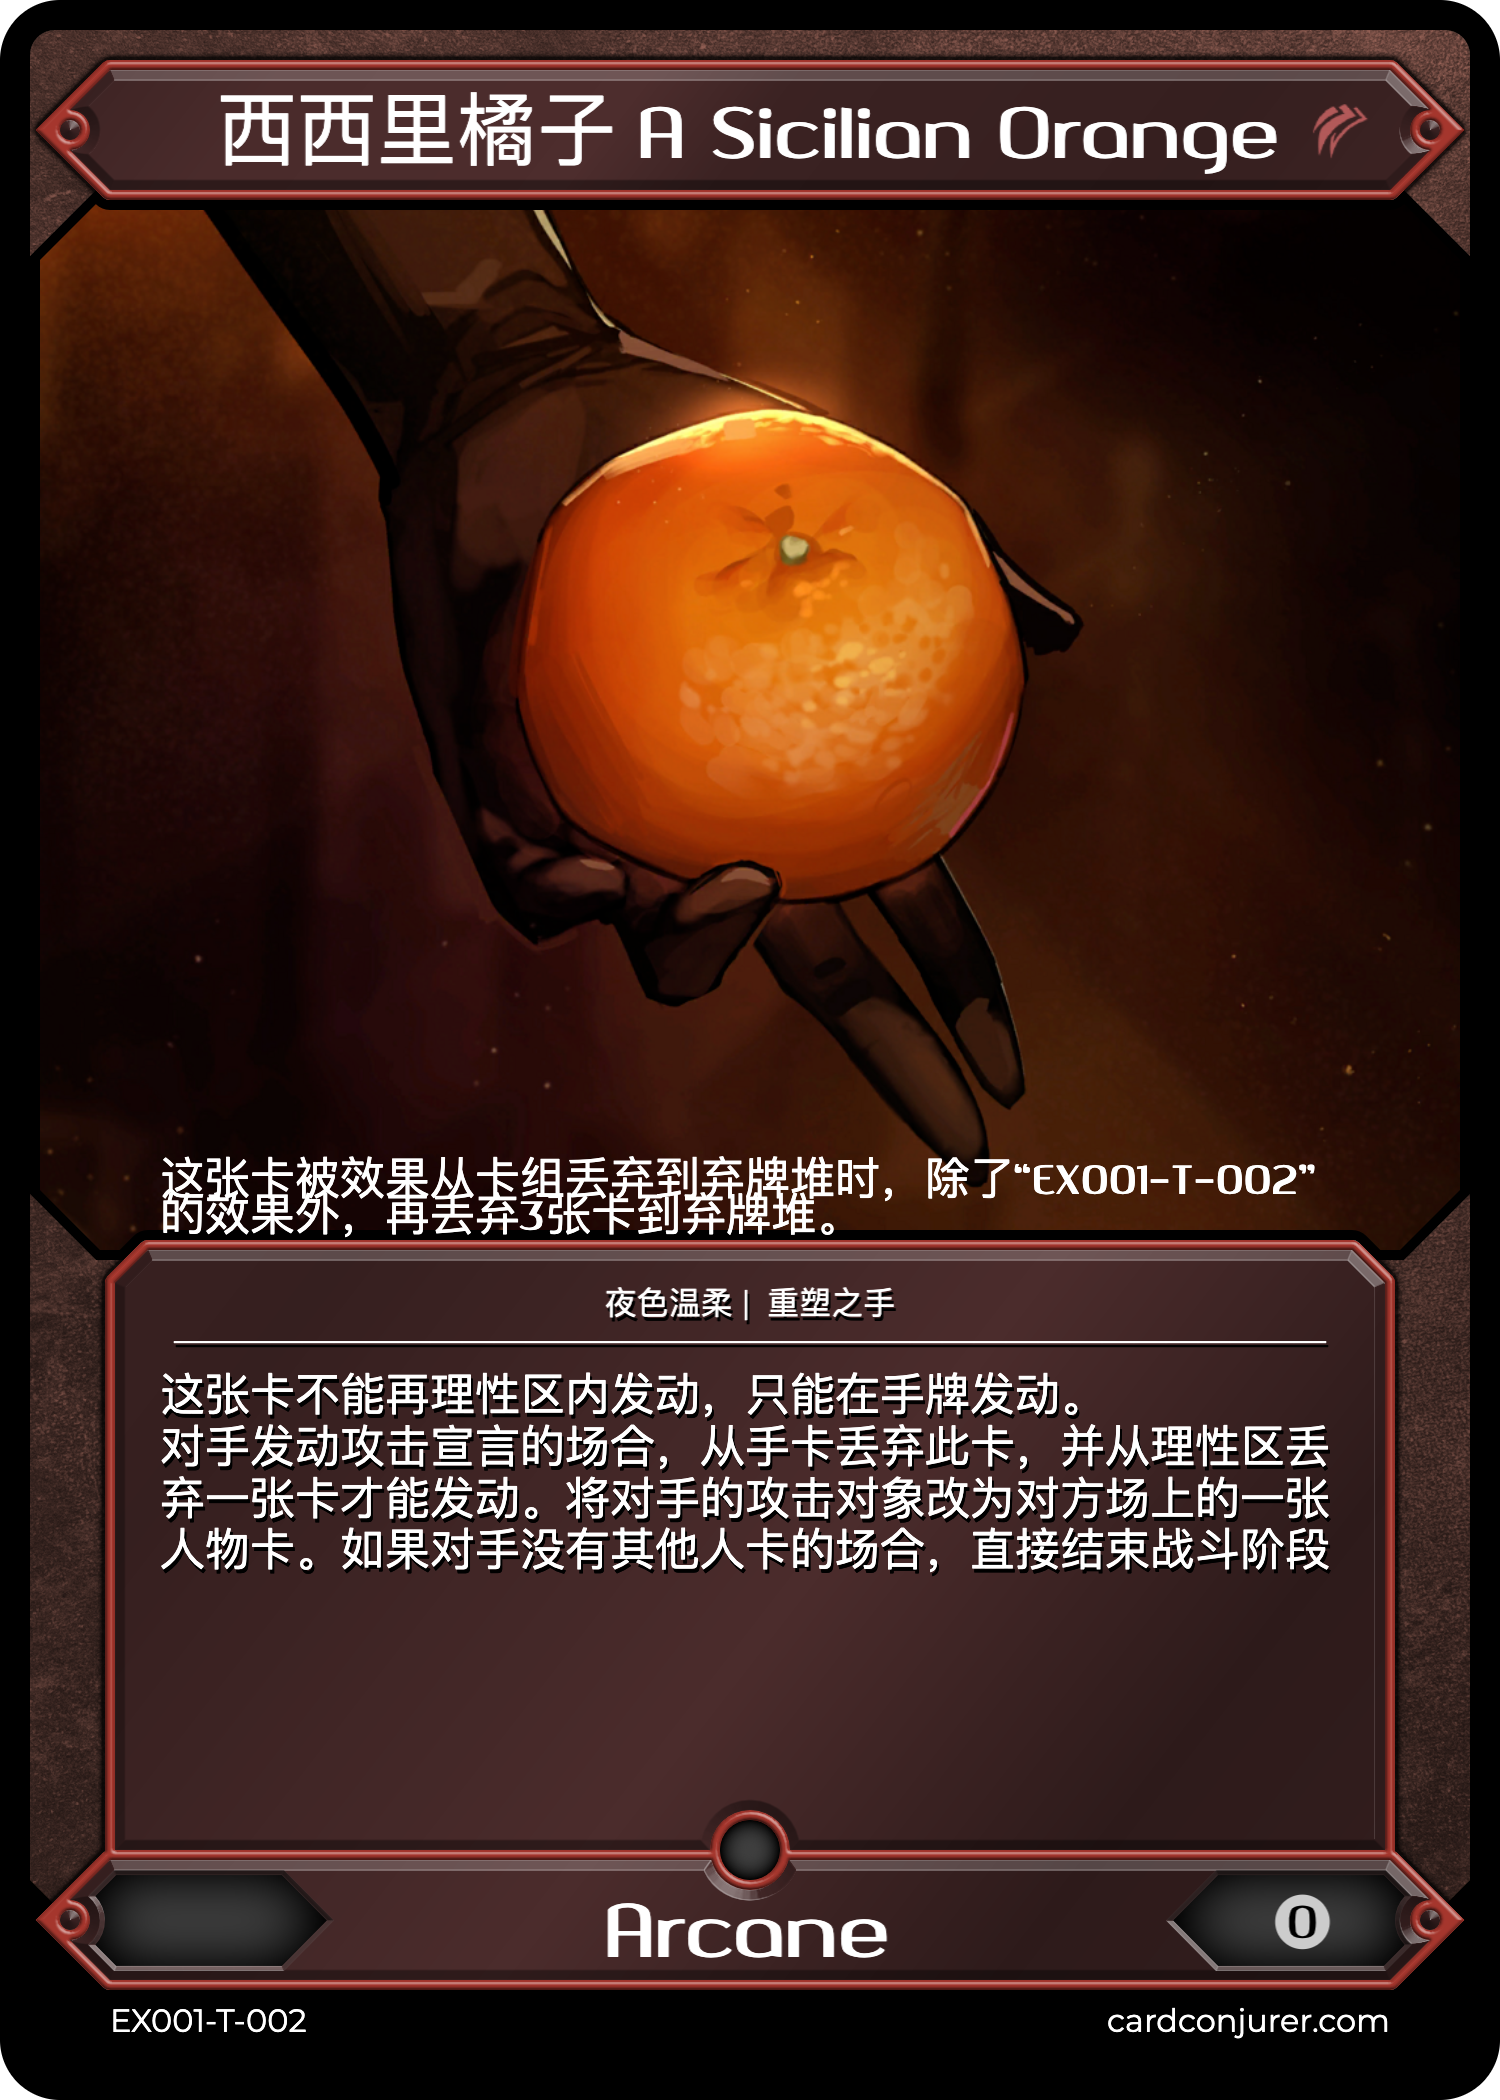 西西里橘子 A Sicilian Orange
这张卡被效果从卡组丢弃到弃牌堆时，除了“EX001-T-002”
的效果外，再丢弃3张卡到弃牌堆。
夜色温柔 | 重塑之手
这张卡不能再理性区内发动，只能在手牌发动。
对手发动攻击宣言的场合，从手卡丢弃此卡，并从理性区丢
弃一张卡才能发动。将对手的攻击对象改为对方场上的一张
人物卡。如果对手没有其他人卡的场合，直接结束战斗阶段
Arcane
0
EX001-T-002
cardconjurer.com